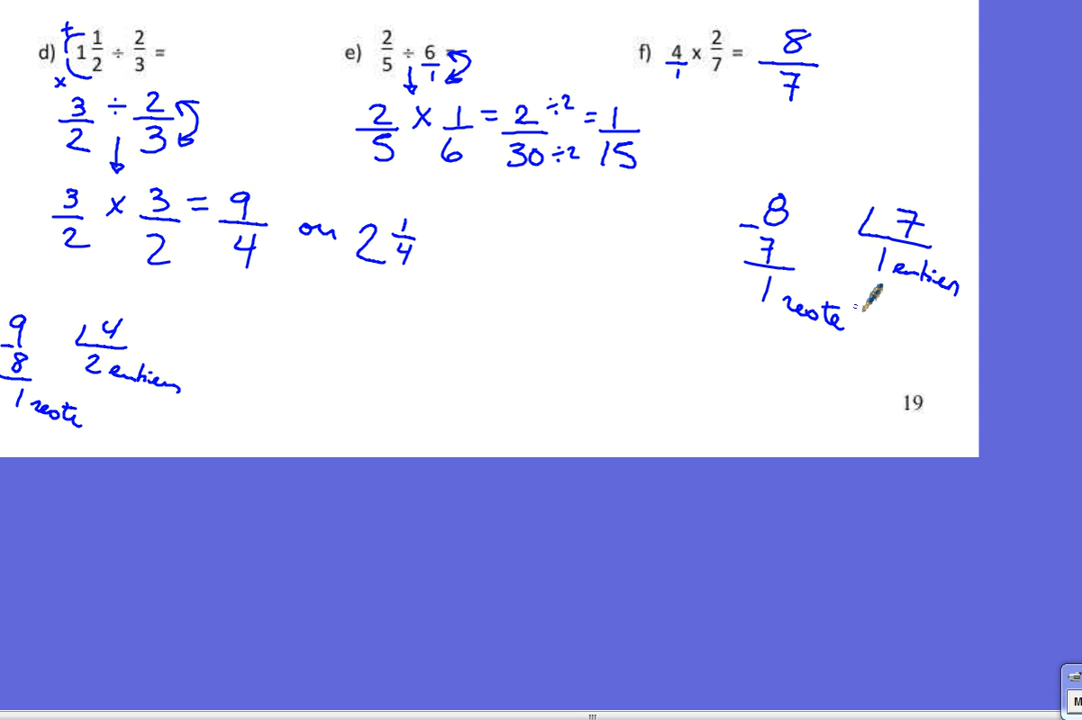 d) 1 1/2 ÷ 2/3 =
+
x
3/2 ÷ 2/3
3/2 x 3/2 = 9/4 ou 2 1/4
9 4
-8 2 entiers
1 reste
e) 2/5 ÷ 6/1 =
2/5 x 1/6 = 2÷2/30÷2 = 1/15
f) 4/1 x 2/7 = 8/7
8 7
-7 1 entier
1 reste =
19
M